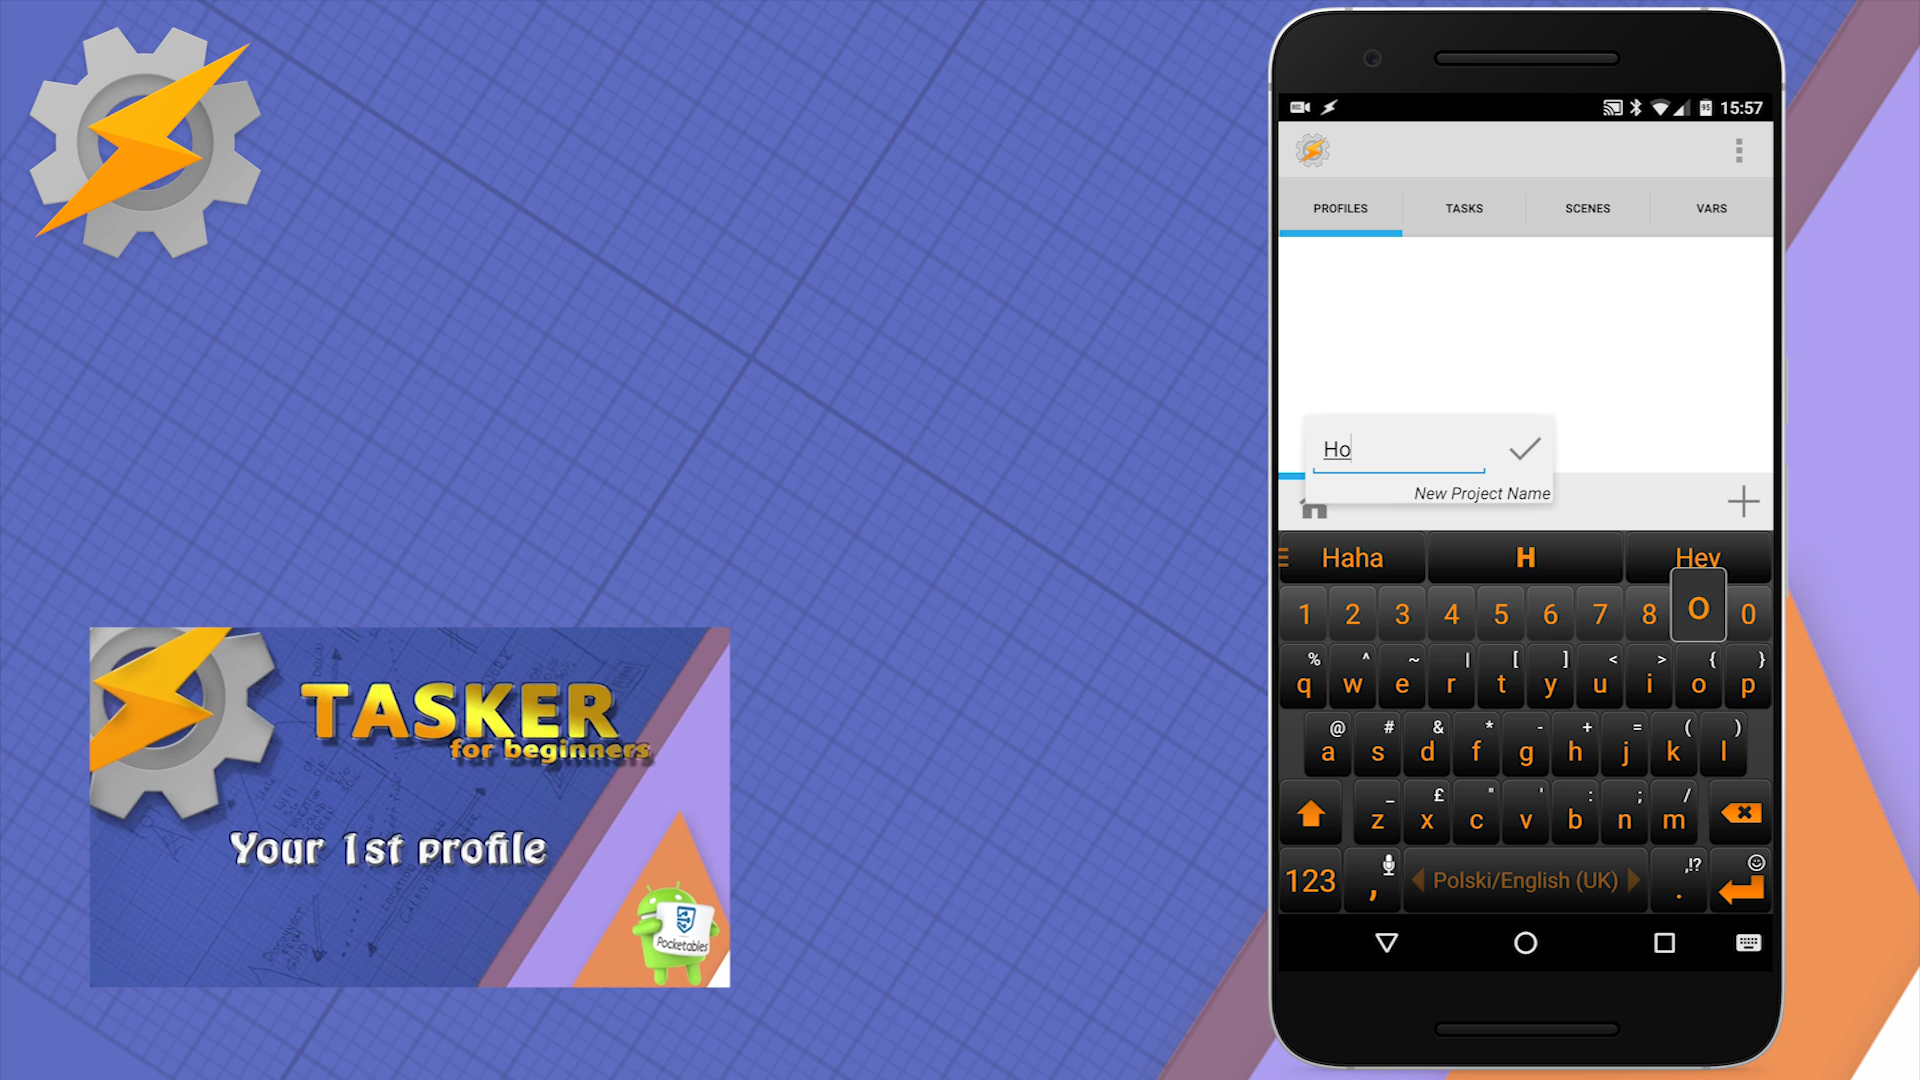 15:57
95
PROFILES TASKS SCENES VARS
Ho
New Project Name
Haha H Hey
1 2 3 4 5 6 7 8 O 0
% ^ ~ | [ ] < > { }
q w e r t y u i o p
@ # & * - + = ( )
a s d f g h j k l
_ £ " ' : ; /
z x c v b n m
123 , Polski/English (UK) ,!? .
TASKER
for beginners
Your 1st profile
Pocketables